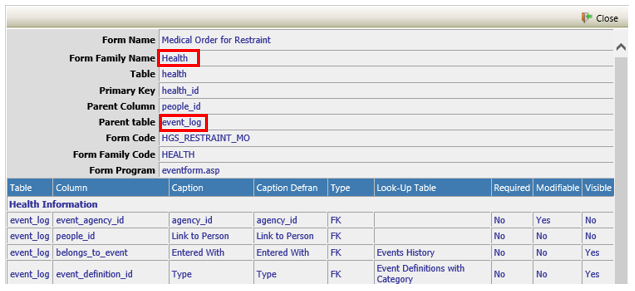 Close
Form Name Medical Order for Restraint
Form Family Name Health
Table health
Primary Key health_id
Parent Column people_id
Parent table event_log
Form Code HGS_RESTRAINT_MO
Form Family Code HEALTH
Form Program eventform.asp
Table Column Caption Caption Defran Type Look-Up Table Required Modifiable Visible
Health Information
event_log event_agency_id agency_id agency_id FK No Yes No
event_log people_id Link to Person Link to Person FK No No No
event_log belongs_to_event Entered With Entered With FK Events History No No Yes
event_log event_definition_id Type Type FK Event Definitions with Category No No Yes